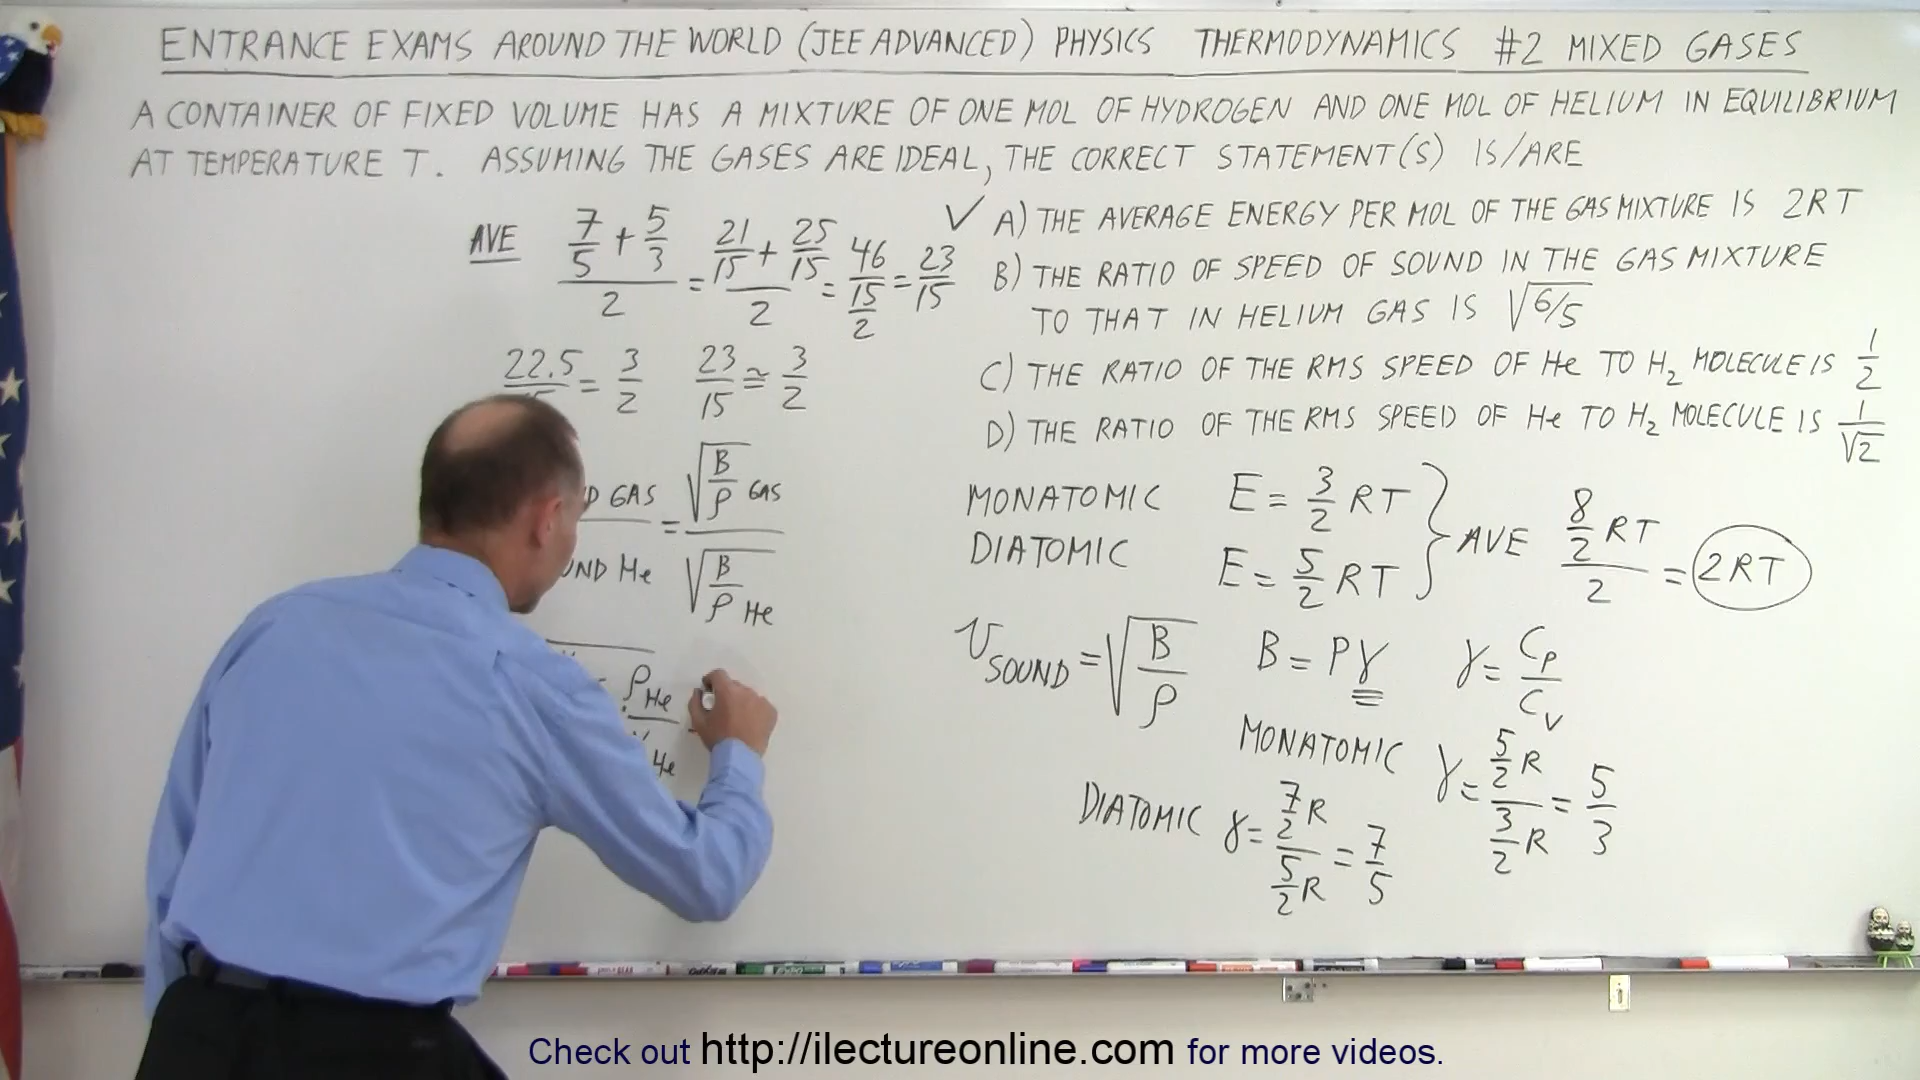 ENTRANCE EXAMS AROUND THE WORLD (JEE ADVANCED) PHYSICS THERMODYNAMICS #2 MIXED GASES
A CONTAINER OF FIXED VOLUME HAS A MIXTURE OF ONE MOL OF HYDROGEN AND ONE MOL OF HELIUM IN EQUILIBRIUM
AT TEMPERATURE T. ASSUMING THE GASES ARE IDEAL, THE CORRECT STATEMENT(S) IS/ARE
✓ A) THE AVERAGE ENERGY PER MOL OF THE GAS MIXTURE IS 2RT
B) THE RATIO OF SPEED OF SOUND IN THE GAS MIXTURE
TO THAT IN HELIUM GAS IS √6/5
C) THE RATIO OF THE RMS SPEED OF He TO H₂ MOLECULE IS 1/2
D) THE RATIO OF THE RMS SPEED OF He TO H₂ MOLECULE IS 1/√2
AVE (7/5 + 5/3)/2 = (21/15 + 25/15)/2 = 46/(15/2) = 23/15
22.5 = 3/2 23/15 ≅ 3/2
GAS = √(B/ρ) GAS
He √(B/ρ) He
ρHe
He
MONATOMIC E = 3/2 RT
DIATOMIC E = 5/2 RT
} AVE (8/2 RT)/2 = 2RT
VSOUND = √(B/ρ) B = Pγ γ = CP/CV
MONATOMIC γ = (5/2 R)/(3/2 R) = 5/3
DIATOMIC γ = (7/2 R)/(5/2 R) = 7/5
Check out http://ilectureonline.com for more videos.